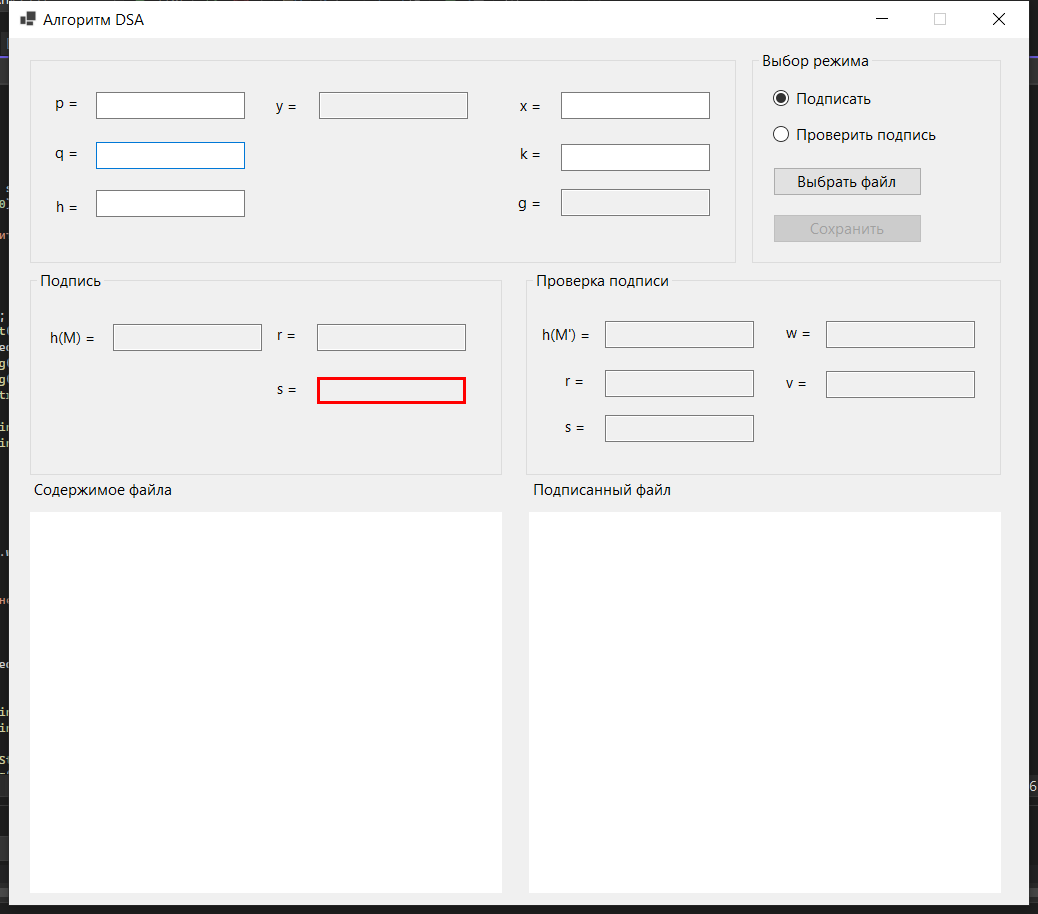 Алгоритм DSA
Выбор режима
p =
y =
x =
Подписать
q =
k =
Проверить подпись
h =
g =
Выбрать файл
Сохранить
Подпись
Проверка подписи
h(M) =
r =
h(M') =
w =
s =
r =
v =
s =
Содержимое файла
Подписанный файл